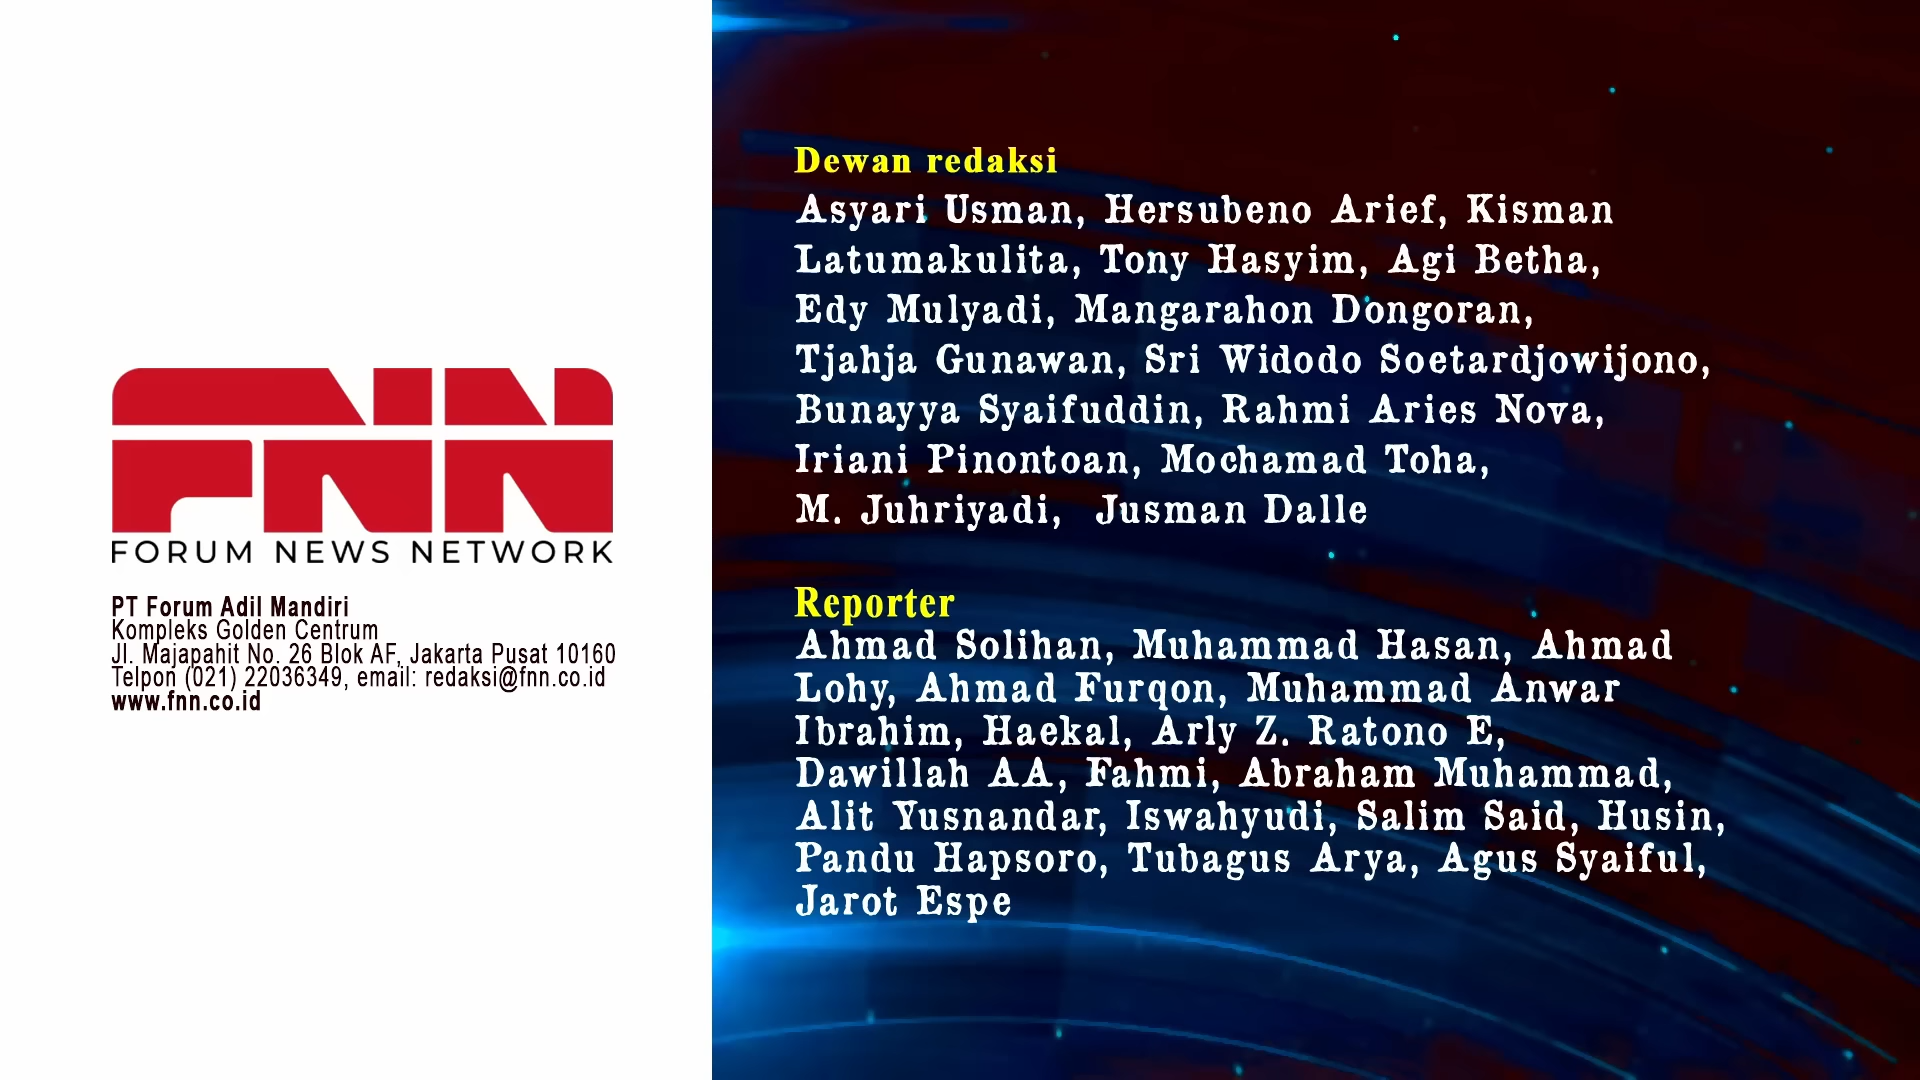 FNN
FORUM NEWS NETWORK
PT Forum Adil Mandiri
Kompleks Golden Centrum
Jl. Majapahit No. 26 Blok AF, Jakarta Pusat 10160
Telpon (021) 22036349, email: redaksi@fnn.co.id
www.fnn.co.id
Dewan redaksi
Asyari Usman, Hersubeno Arief, Kisman
Latumakulita, Tony Hasyim, Agi Betha,
Edy Mulyadi, Mangarahon Dongoran,
Tjahja Gunawan, Sri Widodo Soetardjowijono,
Bunayya Syaifuddin, Rahmi Aries Nova,
Iriani Pinontoan, Mochamad Toha,
M. Juhriyadi, Jusman Dalle
Reporter
Ahmad Solihan, Muhammad Hasan, Ahmad
Lohy, Ahmad Furqon, Muhammad Anwar
Ibrahim, Haekal, Arly Z. Ratono E,
Dawillah AA, Fahmi, Abraham Muhammad,
Alit Yusnandar, Iswahyudi, Salim Said, Husin,
Pandu Hapsoro, Tubagus Arya, Agus Syaiful,
Jarot Espe